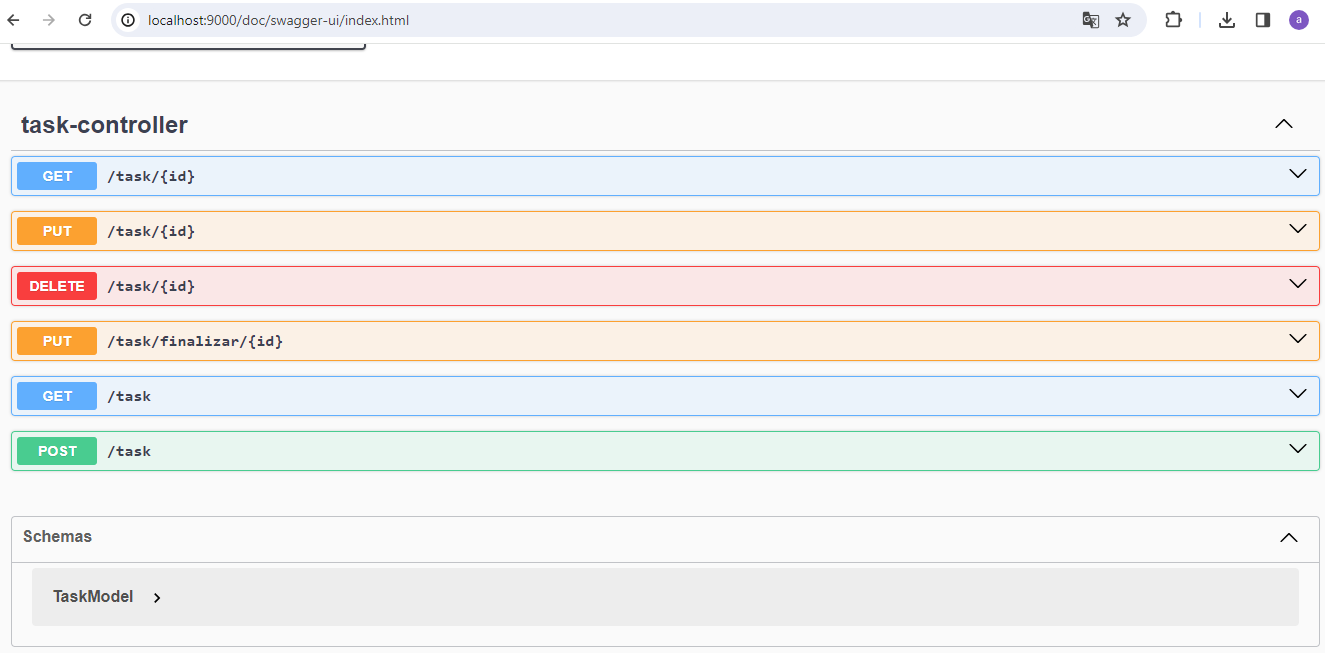 localhost:9000/doc/swagger-ui/index.html
a
task-controller
GET /task/{id}
PUT /task/{id}
DELETE /task/{id}
PUT /task/finalizar/{id}
GET /task
POST /task
Schemas
TaskModel